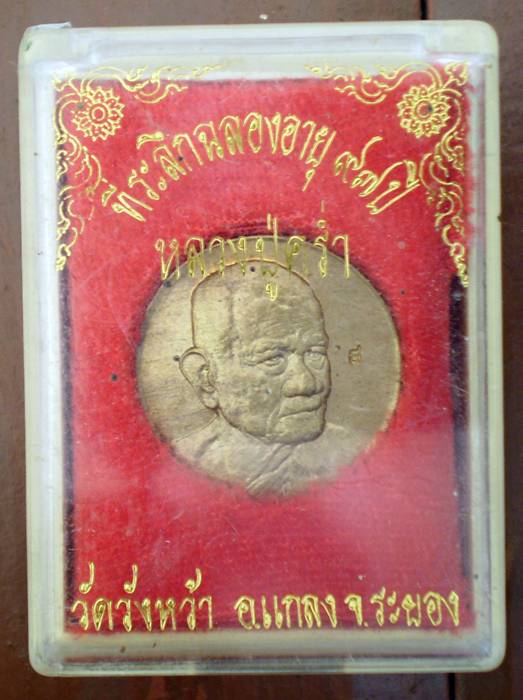 ที่ระลึกฉลองอายุ ๙๗ ปี
หลวงปู่คร่ำ
วัดวังหว้า อ.แกลง จ.ระยอง